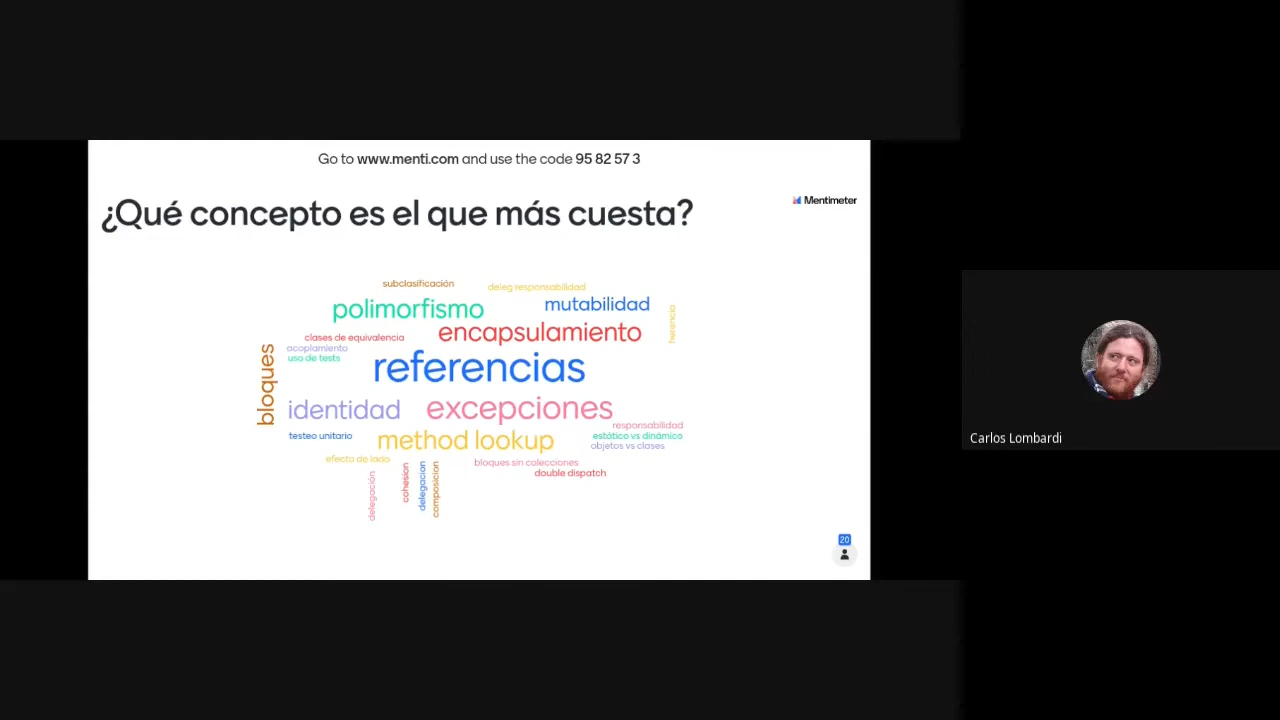 Go to www.menti.com and use the code 95 82 57 3
Mentimeter
¿Qué concepto es el que más cuesta?
subclasificación
deleg responsabilidad
polimorfismo
mutabilidad
herencia
encapsulamiento
clases de equivalencia
acoplamiento
uso de tests
bloques
referencias
identidad
excepciones
responsabilidad
testeo unitario
method lookup
estático vs dinámico
objetos vs clases
efecto de lado
bloques sin colecciones
double dispatch
delegación
cohesion
delegacion
composicion
20
Carlos Lombardi